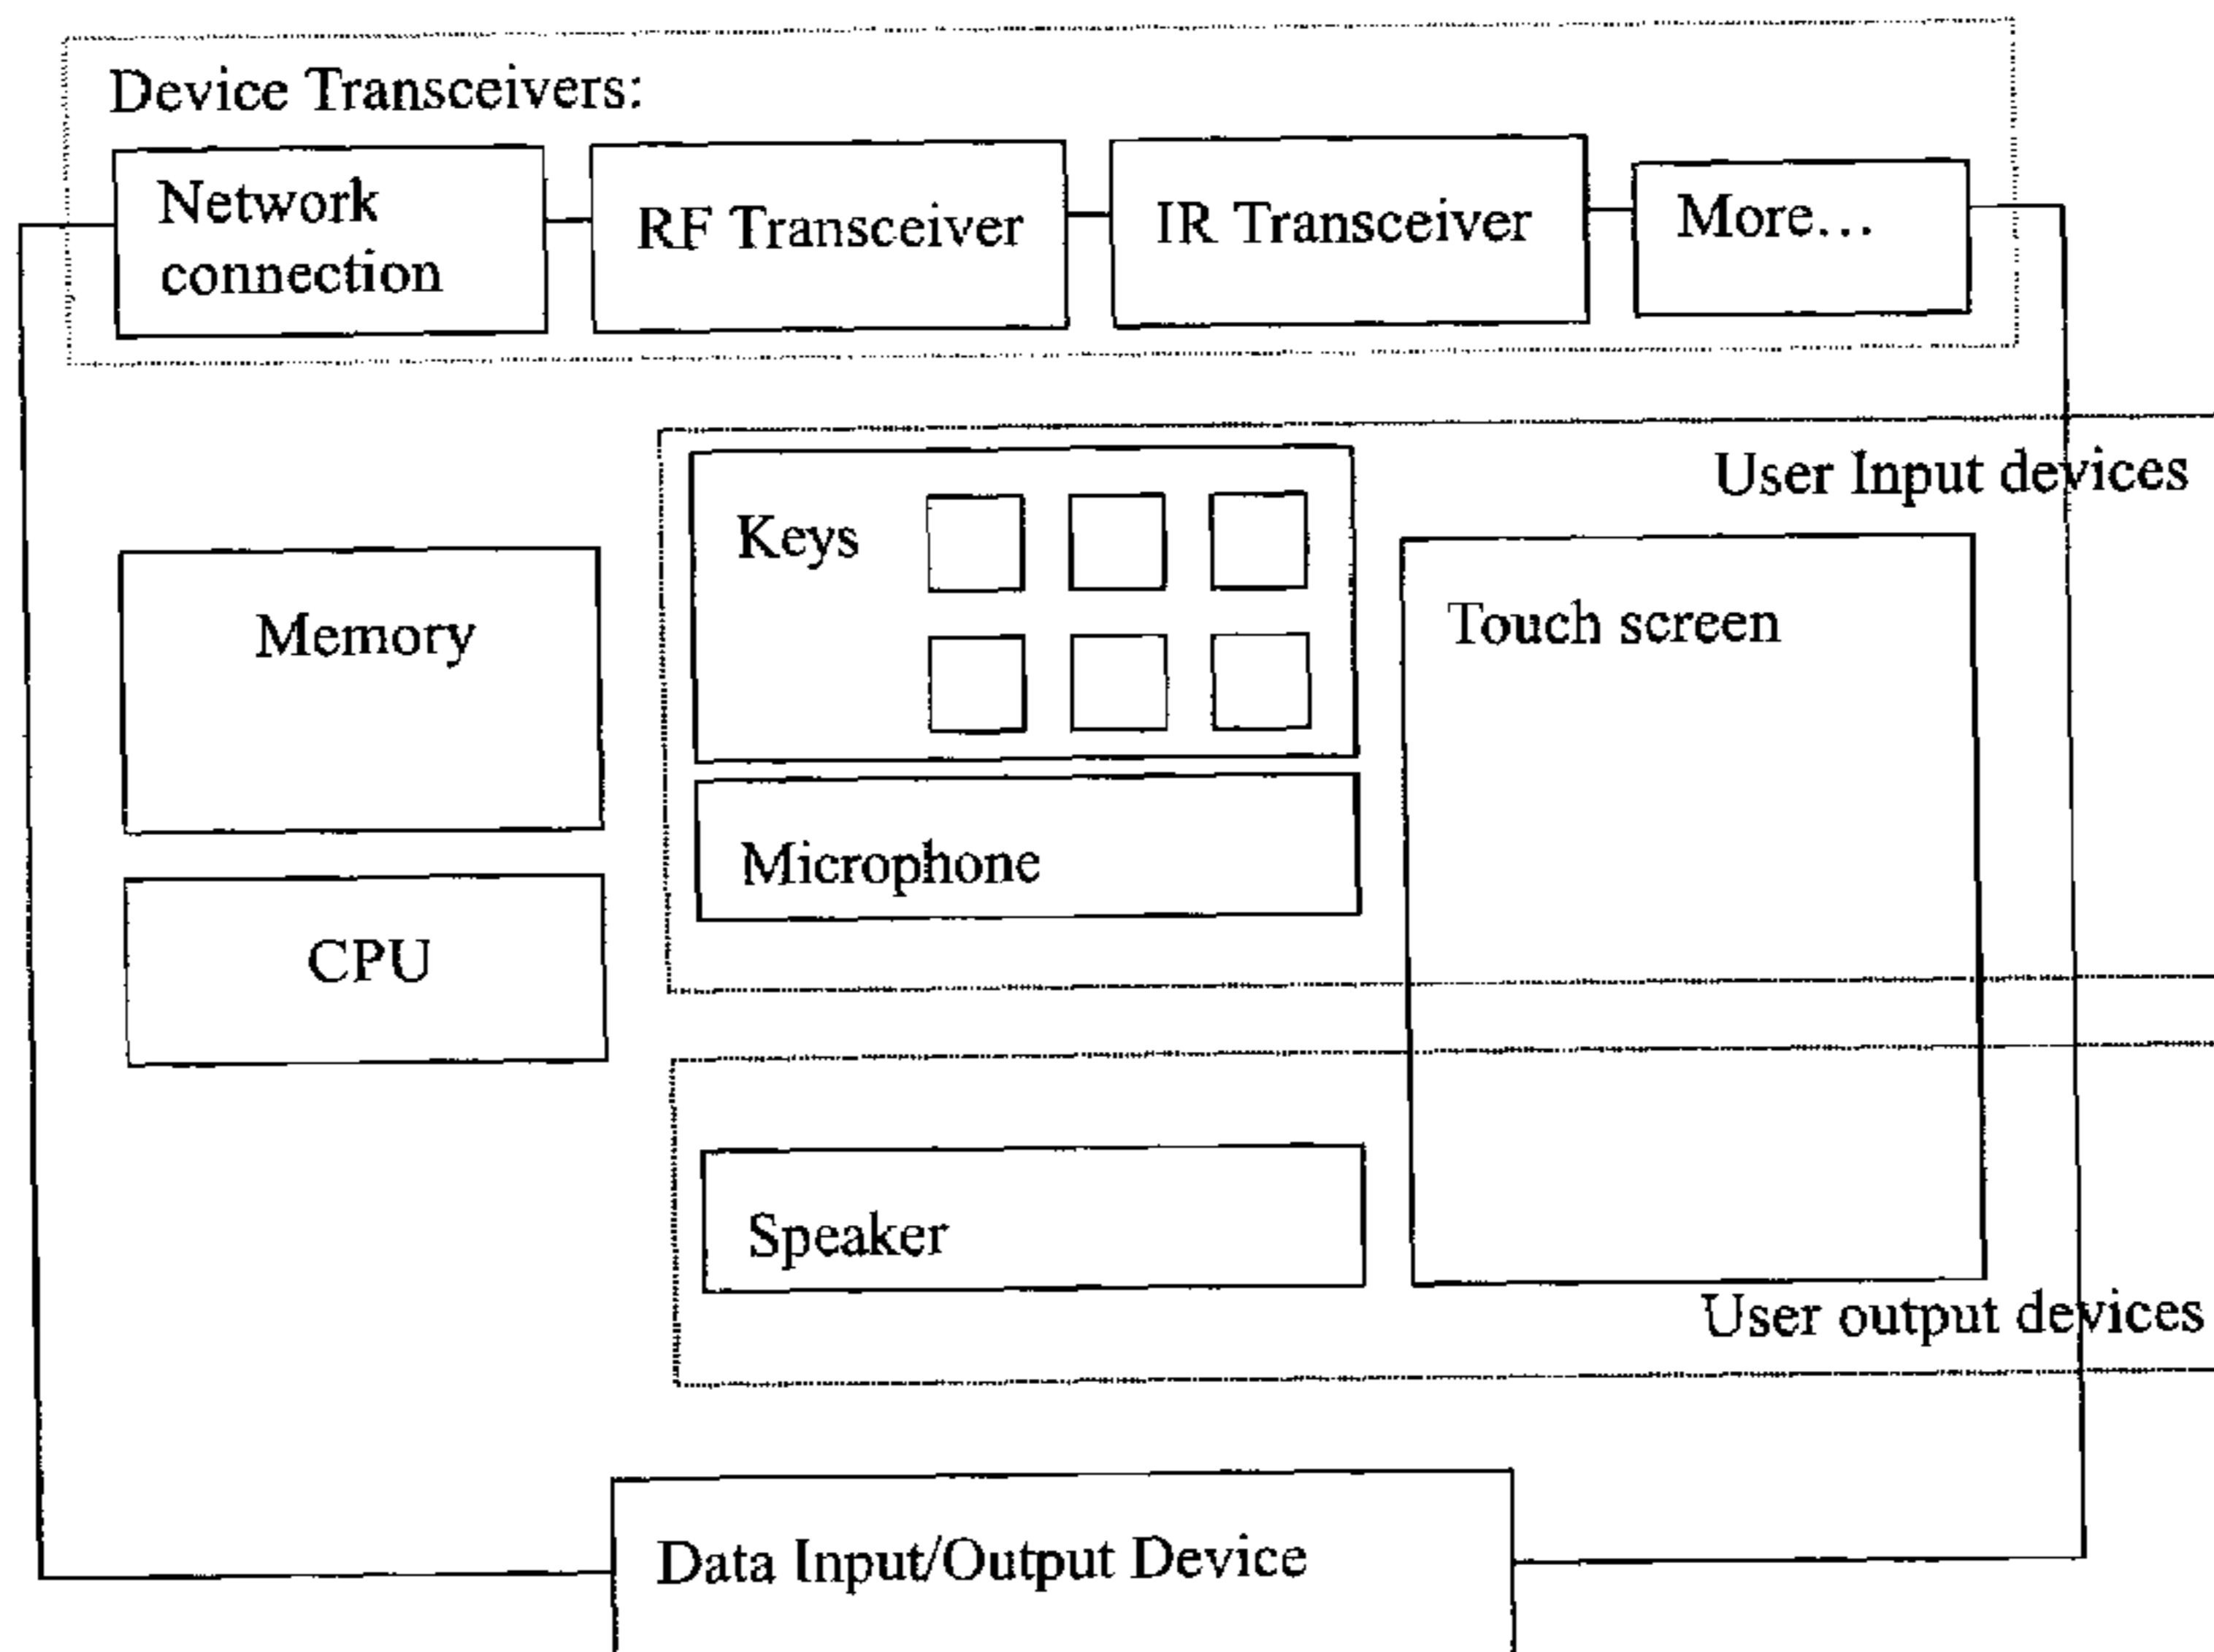 Device Transceivers:
Network
connection
RF Transceiver
IR Transceiver
More...
User Input devices
Keys
Touch screen
Memory
Microphone
CPU
Speaker
User output devices
Data Input/Output Device